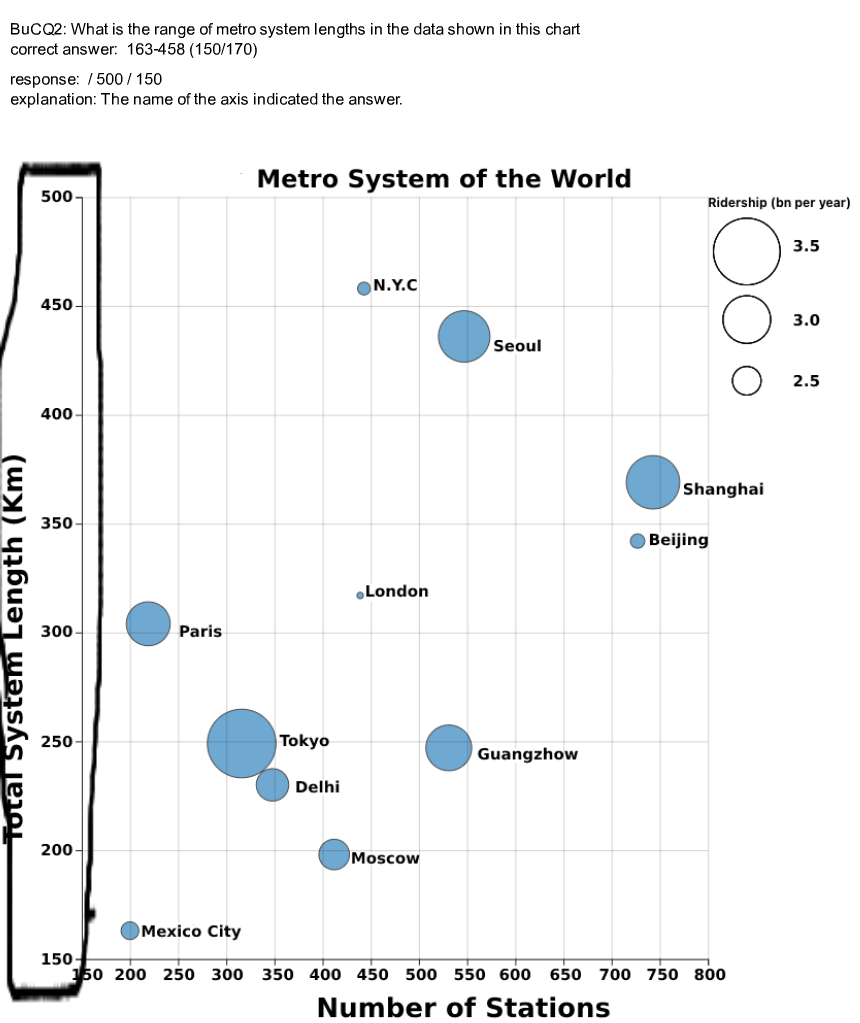 BuCQ2: What is the range of metro system lengths in the data shown in this chart
correct answer:  163-458 (150/170)
response:  / 500 / 150
explanation: The name of the axis indicated the answer.
Metro System of the World
Ridership (bn per year)
3.5
3.0
2.5
Total System Length (Km)
500
450
400
350
300
250
200
150
N.Y.C
Seoul
Shanghai
Beijing
London
Paris
Tokyo
Guangzhow
Delhi
Moscow
Mexico City
150 200 250 300 350 400 450 500 550 600 650 700 750 800
Number of Stations